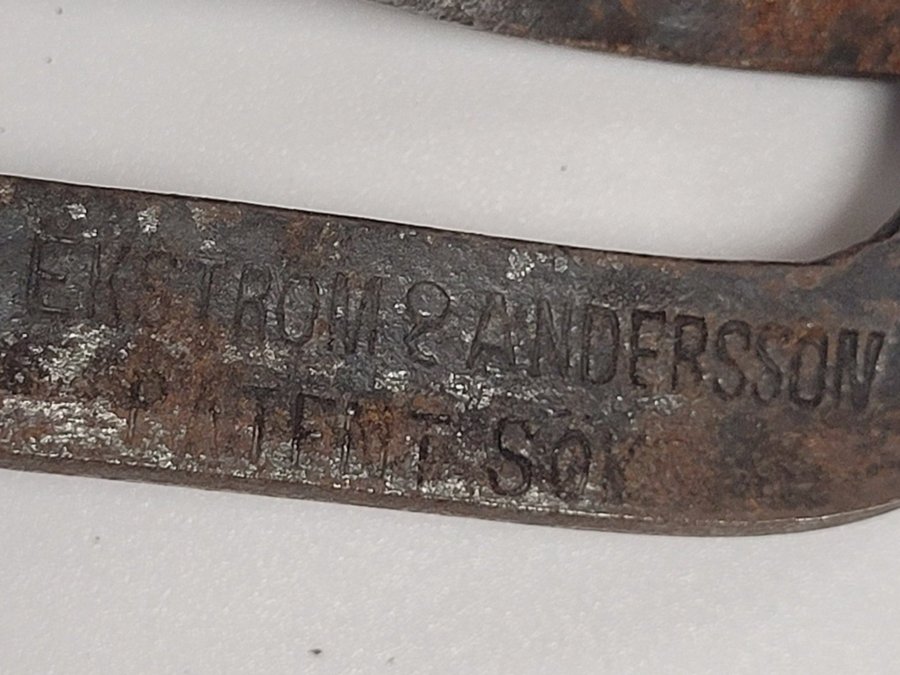 EKSTROM & ANDERSSON
PATENT SÖK